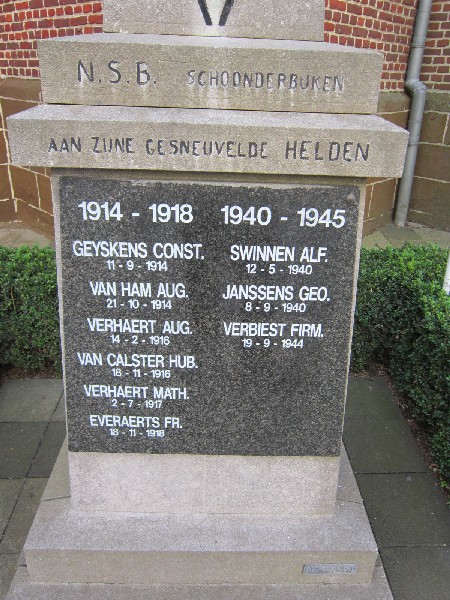 N.S.B. SCHOONDERBUKEN
AAN ZIJNE GESNEUVELDE HELDEN
1914 - 1918
GEYSKENS CONST.
11 - 9 - 1914
VAN HAM AUG.
21 - 10 - 1914
VERHAERT AUG.
14 - 2 - 1916
VAN CALSTER HUB.
18 - 11 - 1916
VERHAERT MATH.
2 - 7 - 1917
EVERAERTS FR.
18 - 11 - 1918
1940 - 1945
SWINNEN ALF.
12 - 5 - 1940
JANSSENS GEO.
8 - 9 - 1940
VERBIEST FIRM.
19 - 9 - 1944